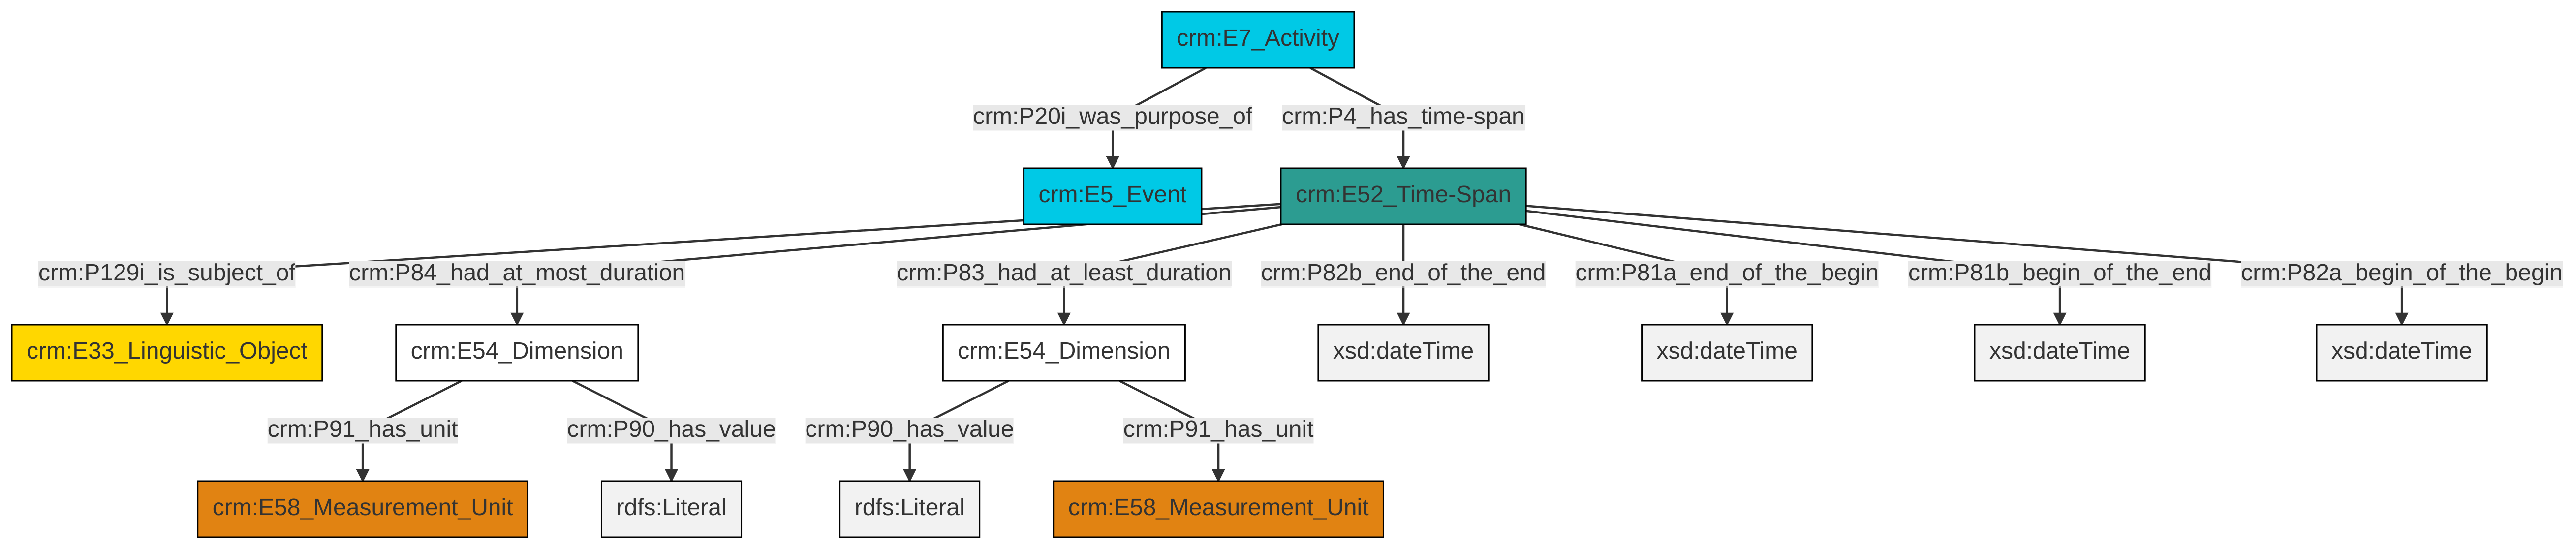 crm:E7_Activity
crm:P20i_was_purpose_of
crm:P4_has_time-span
crm:E5_Event
crm:E52_Time-Span
crm:P129i_is_subject_of
crm:P84_had_at_most_duration
crm:P83_had_at_least_duration
crm:P82b_end_of_the_end
crm:P81a_end_of_the_begin
crm:P81b_begin_of_the_end
crm:P82a_begin_of_the_begin
crm:E33_Linguistic_Object
crm:E54_Dimension
crm:E54_Dimension
xsd:dateTime
xsd:dateTime
xsd:dateTime
xsd:dateTime
crm:P91_has_unit
crm:P90_has_value
crm:P90_has_value
crm:P91_has_unit
crm:E58_Measurement_Unit
rdfs:Literal
rdfs:Literal
crm:E58_Measurement_Unit